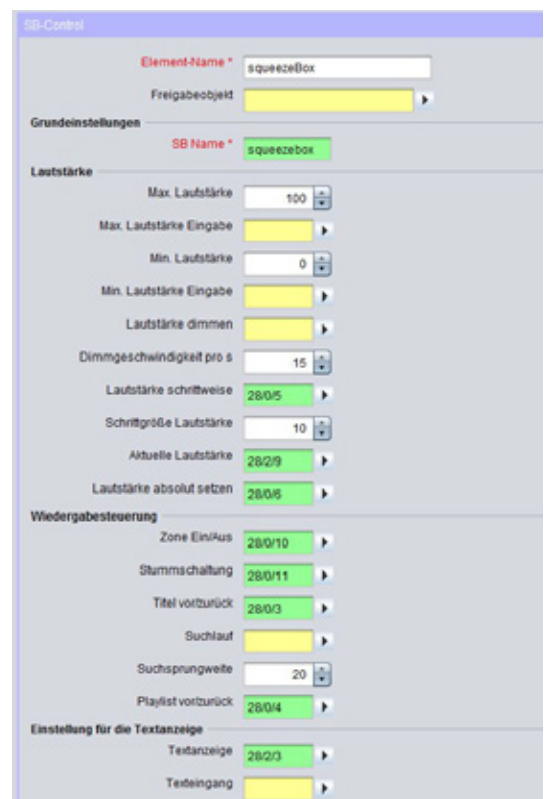 SB-Control
Element-Name * squeezeBox
Freigabeobjekt
Grundeinstellungen
SB Name * squeezebox
Lautstärke
Max. Lautstärke 100
Max. Lautstärke Eingabe
Min. Lautstärke 0
Min. Lautstärke Eingabe
Lautstärke dimmen
Dimmgeschwindigkeit pro s 15
Lautstärke schrittweise 28/0/5
Schrittgröße Lautstärke 10
Aktuelle Lautstärke 28/2/9
Lautstärke absolut setzen 28/0/6
Wiedergabesteuerung
Zone Ein/Aus 28/0/10
Stummschaltung 28/0/11
Titel vor/zurück 28/0/3
Suchlauf
Suchsprungweite 20
Playlist vor/zurück 28/0/4
Einstellung für die Textanzeige
Textanzeige 28/2/3
Texteingang